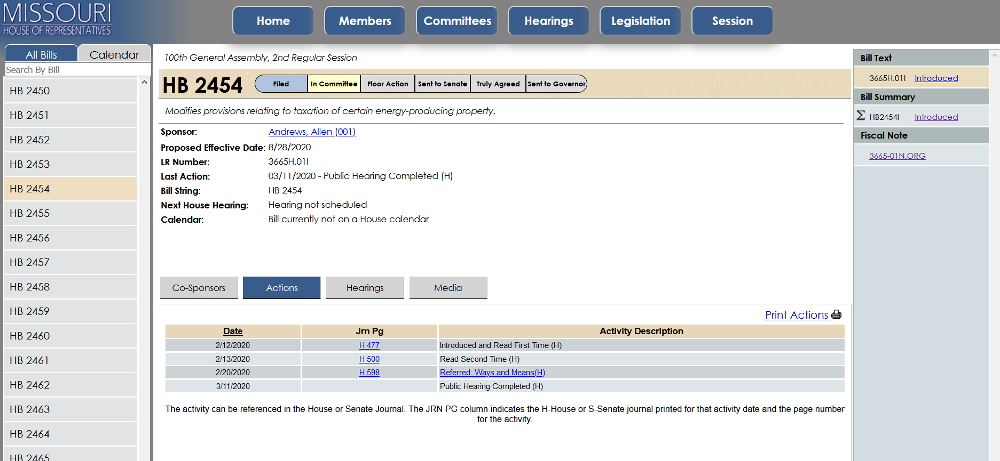 MISSOURI
HOUSE OF REPRESENTATIVES
Home
Members
Committees
Hearings
Legislation
Session
All Bills
Calendar
Search By Bill
HB 2450
HB 2451
HB 2452
HB 2453
HB 2454
HB 2455
HB 2456
HB 2457
HB 2458
HB 2459
HB 2460
HB 2461
HB 2462
HB 2463
HB 2464
HB 2465
100th General Assembly, 2nd Regular Session
HB 2454
Filed
In Committee
Floor Action
Sent to Senate
Truly Agreed
Sent to Governor
Modifies provisions relating to taxation of certain energy-producing property.
Sponsor: Andrews, Allen (001)
Proposed Effective Date: 8/28/2020
LR Number: 3665H.01I
Last Action: 03/11/2020 - Public Hearing Completed (H)
Bill String: HB 2454
Next House Hearing: Hearing not scheduled
Calendar: Bill currently not on a House calendar
Co-Sponsors
Actions
Hearings
Media
Print Actions
Date Jrn Pg Activity Description
2/12/2020 H 477 Introduced and Read First Time (H)
2/13/2020 H 500 Read Second Time (H)
2/20/2020 H 598 Referred: Ways and Means(H)
3/11/2020 Public Hearing Completed (H)
The activity can be referenced in the House or Senate Journal. The JRN PG column indicates the H-House or S-Senate journal printed for that activity date and the page number
for the activity.
Bill Text
3665H.01I Introduced
Bill Summary
Σ HB2454I Introduced
Fiscal Note
3665-01N.ORG